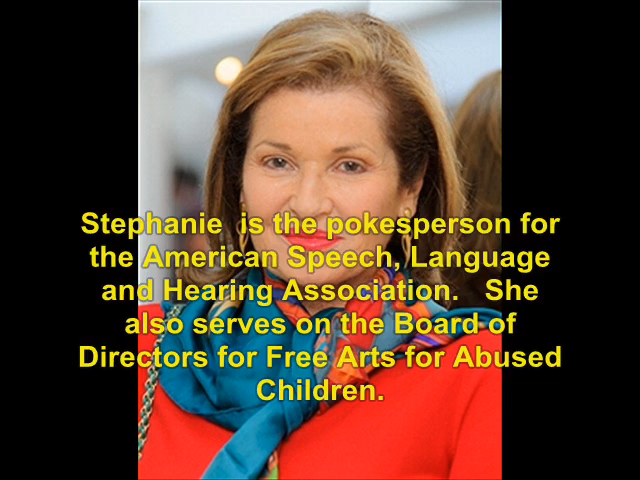 Stephanie  is the pokesperson for
the American Speech, Language
and Hearing Association.   She
also serves on the Board of
Directors for Free Arts for Abused
Children.